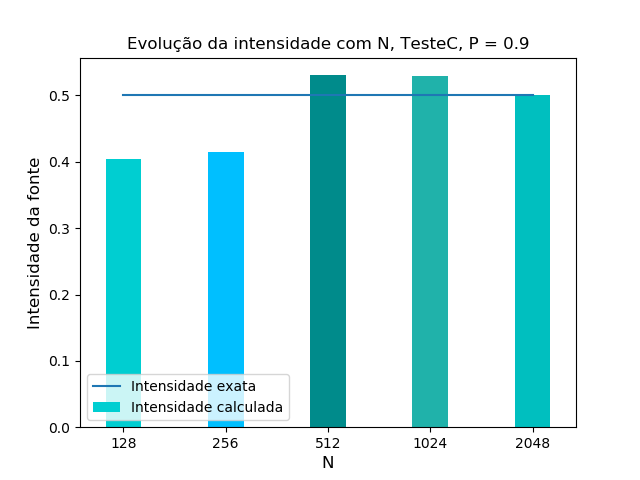 Evolução da intensidade com N, TesteC, P = 0.9
Intensidade da fonte
0.5
0.4
0.3
0.2
0.1
0.0
Intensidade exata
Intensidade calculada
128 256 512 1024 2048
N